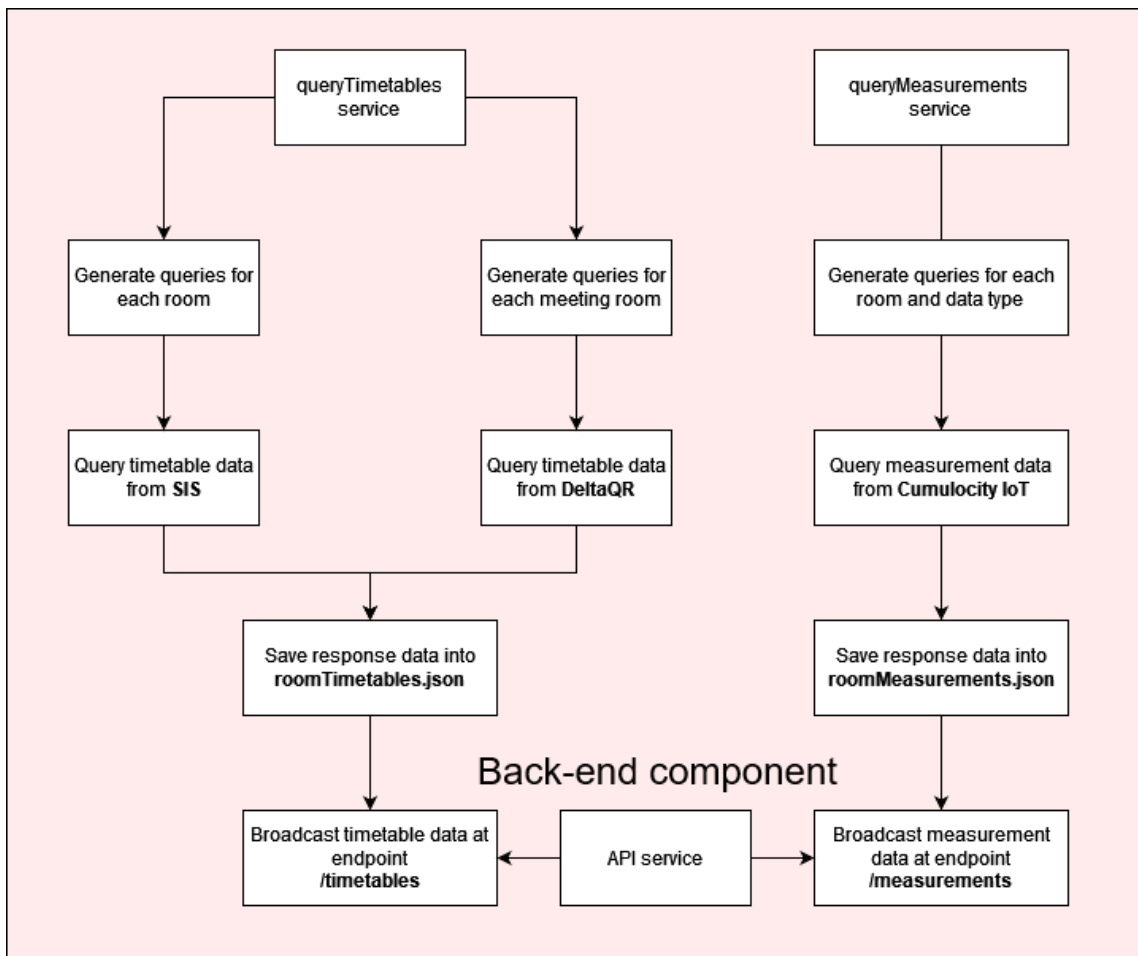 queryTimetables
service
queryMeasurements
service
Generate queries for
each room
Generate queries for
each meeting room
Generate queries for each
room and data type
Query timetable data
from SIS
Query timetable data
from DeltaQR
Query measurement data
from Cumulocity IoT
Save response data into
roomTimetables.json
Save response data into
roomMeasurements.json
Back-end component
Broadcast timetable data at
endpoint
/timetables
API service
Broadcast measurement
data at endpoint
/measurements